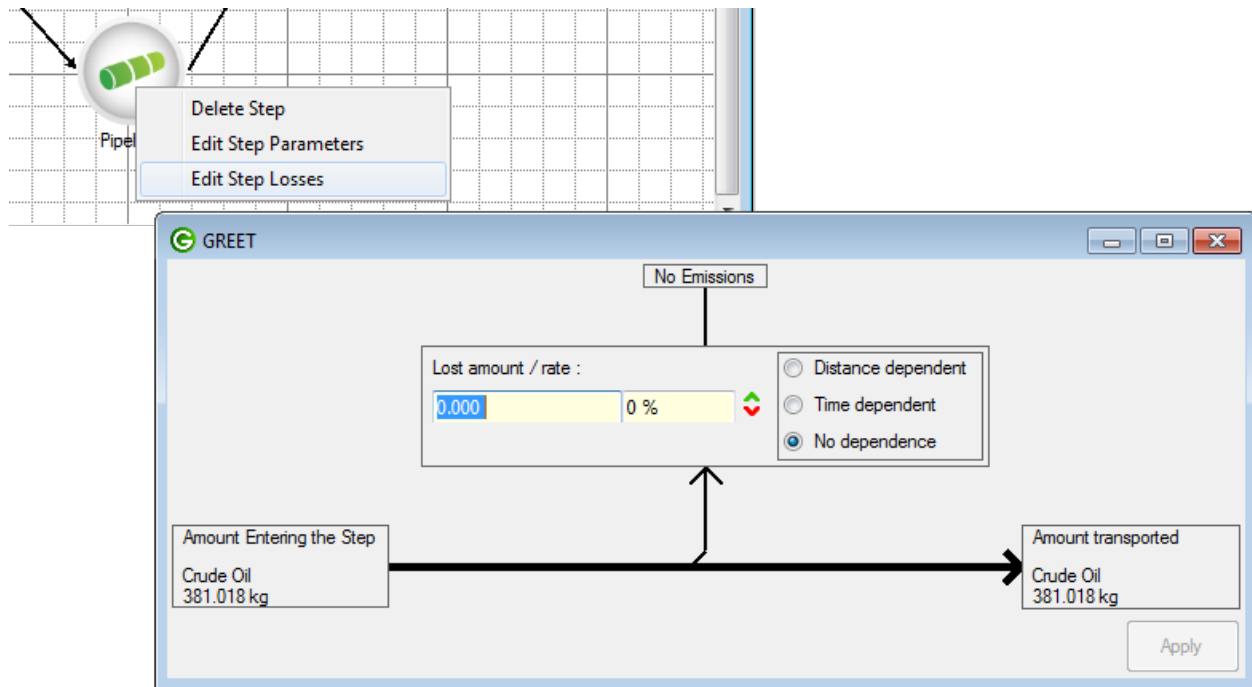 Delete Step
Pipel
Edit Step Parameters
Edit Step Losses
GREET
No Emissions
Lost amount / rate :
0.000
0 %
Distance dependent
Time dependent
No dependence
Amount Entering the Step
Crude Oil
381.018 kg
Amount transported
Crude Oil
381.018 kg
Apply